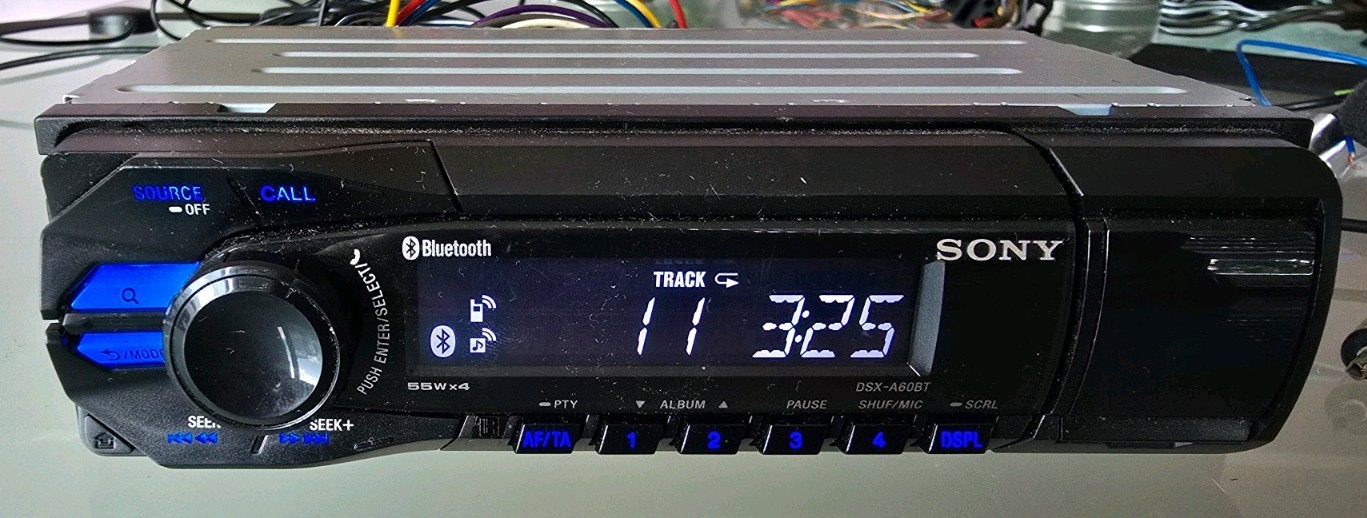 SOURCE CALL
OFF
Bluetooth SONY
TRACK
11 3:25
PUSH ENTER/SELECT/
/MODE
55W×4 DSX-A60BT
PTY ▼ ALBUM ▲ PAUSE SHUF/MIC SCRL
SEEK+
AF/TA 1 2 3 4 DSPL